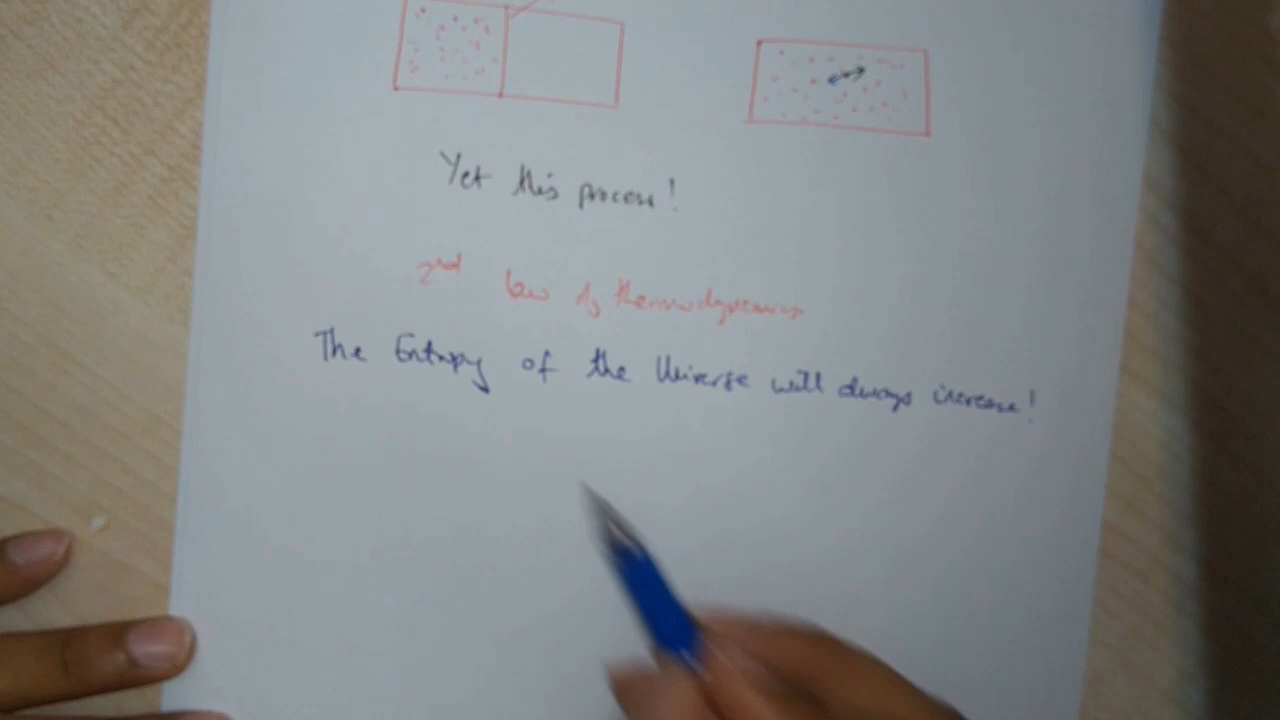 Yet this process!
2nd law of thermodynamics
The Entropy of the Universe will always increase!